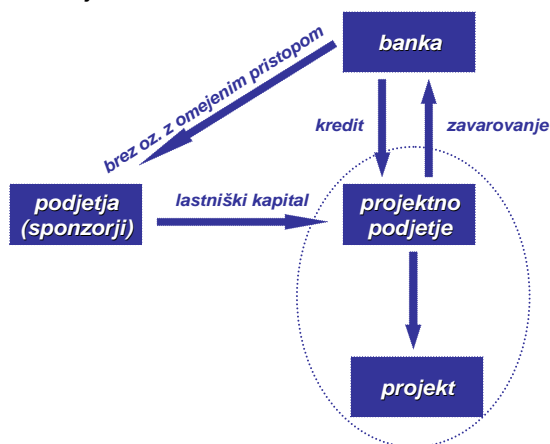 banka
brez oz. z omejenim pristopom
kredit
zavarovanje
podjetja
(sponzorji)
lastniški kapital
projektno
podjetje
projekt